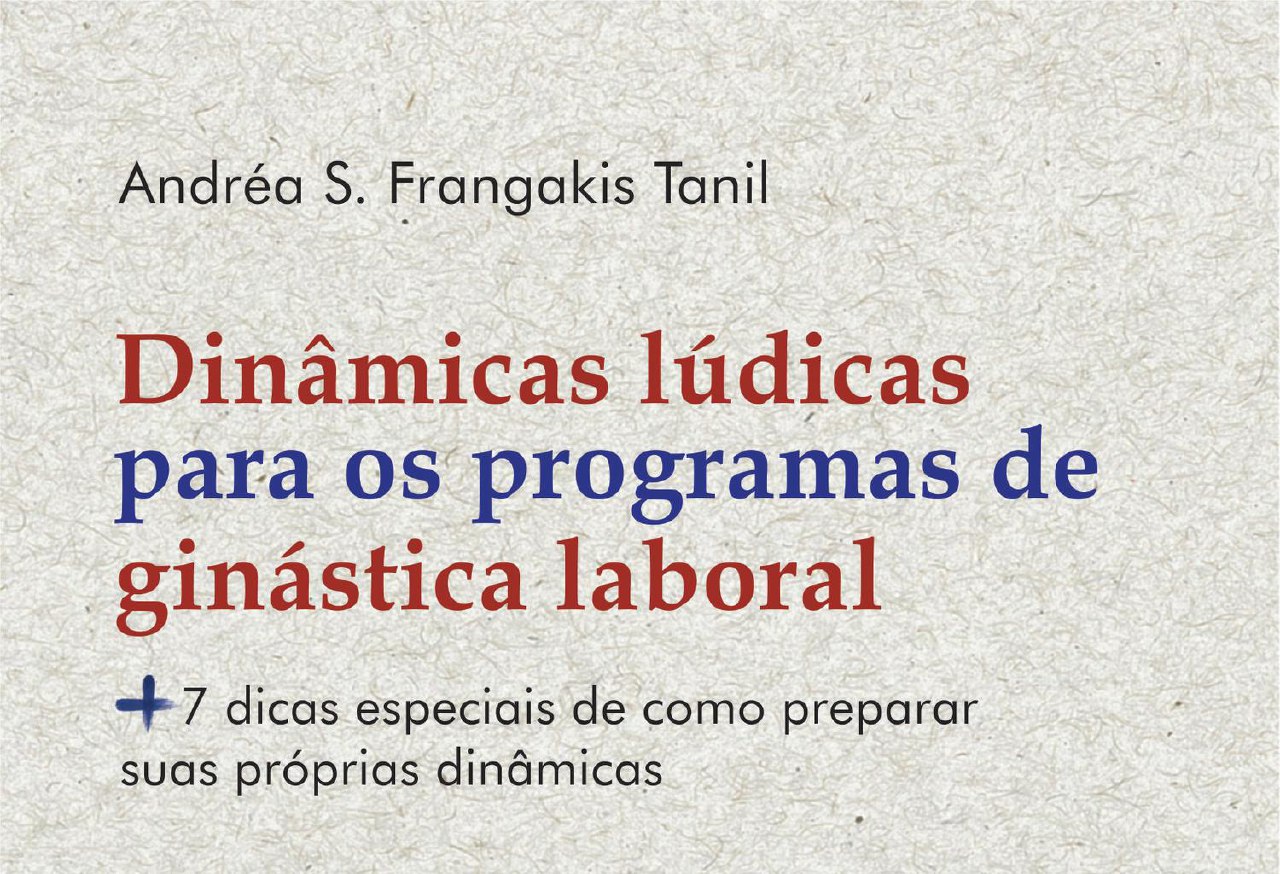 Andréa S. Frangakis Tanil
Dinâmicas lúdicas
para os programas de
ginástica laboral
+7 dicas especiais de como preparar
suas próprias dinâmicas